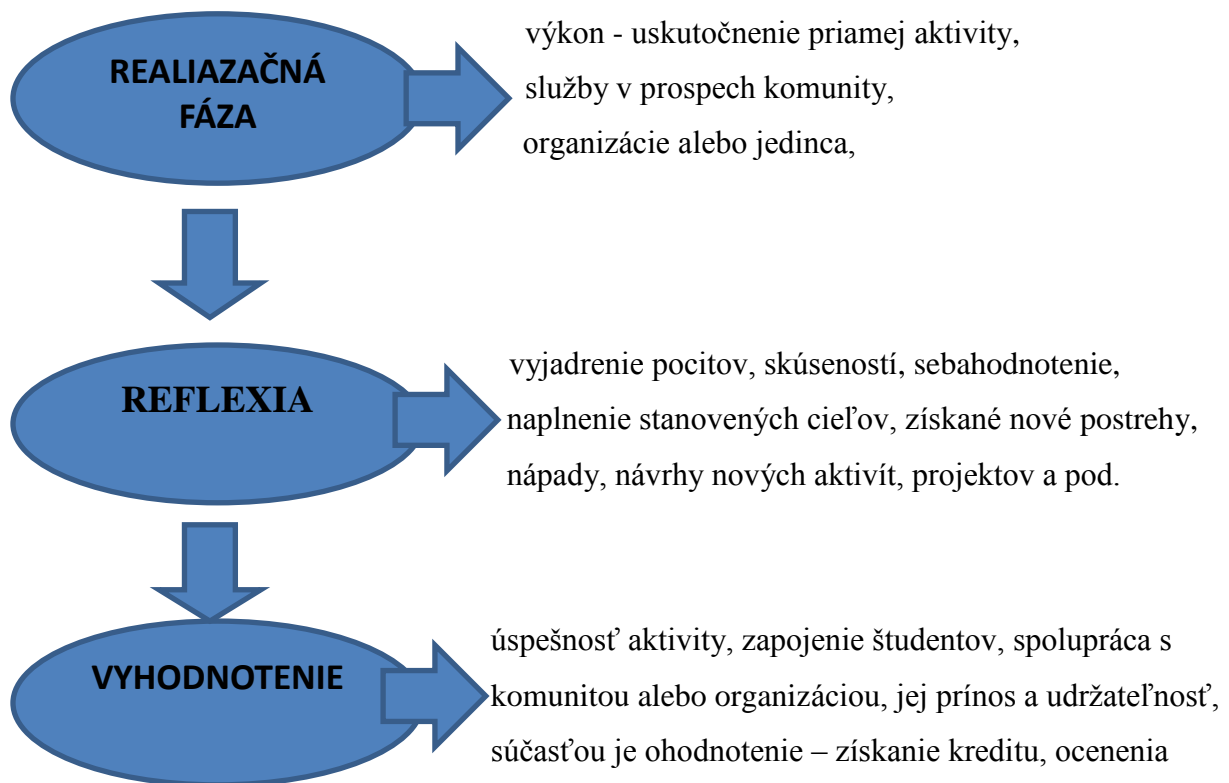 REALIAZAČNÁ
FÁZA
výkon - uskutočnenie priamej aktivity,
služby v prospech komunity,
organizácie alebo jedinca,
REFLEXIA
vyjadrenie pocitov, skúseností, sebahodnotenie,
naplnenie stanovených cieľov, získané nové postrehy,
nápady, návrhy nových aktivít, projektov a pod.
VYHODNOTENIE
úspešnosť aktivity, zapojenie študentov, spolupráca s
komunitou alebo organizáciou, jej prínos a udržateľnosť,
súčasťou je ohodnotenie – získanie kreditu, ocenenia